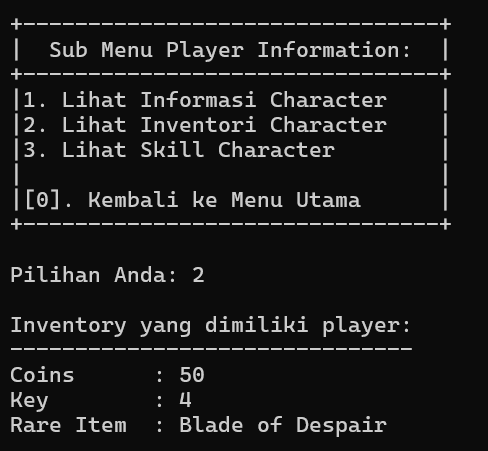 +--------------------------------+
|  Sub Menu Player Information:  |
+--------------------------------+
|1. Lihat Informasi Character    |
|2. Lihat Inventori Character    |
|3. Lihat Skill Character        |
|                                |
|[0]. Kembali ke Menu Utama      |
+--------------------------------+

Pilihan Anda: 2

Inventory yang dimiliki player:
-------------------------------
Coins      : 50
Key        : 4
Rare Item  : Blade of Despair